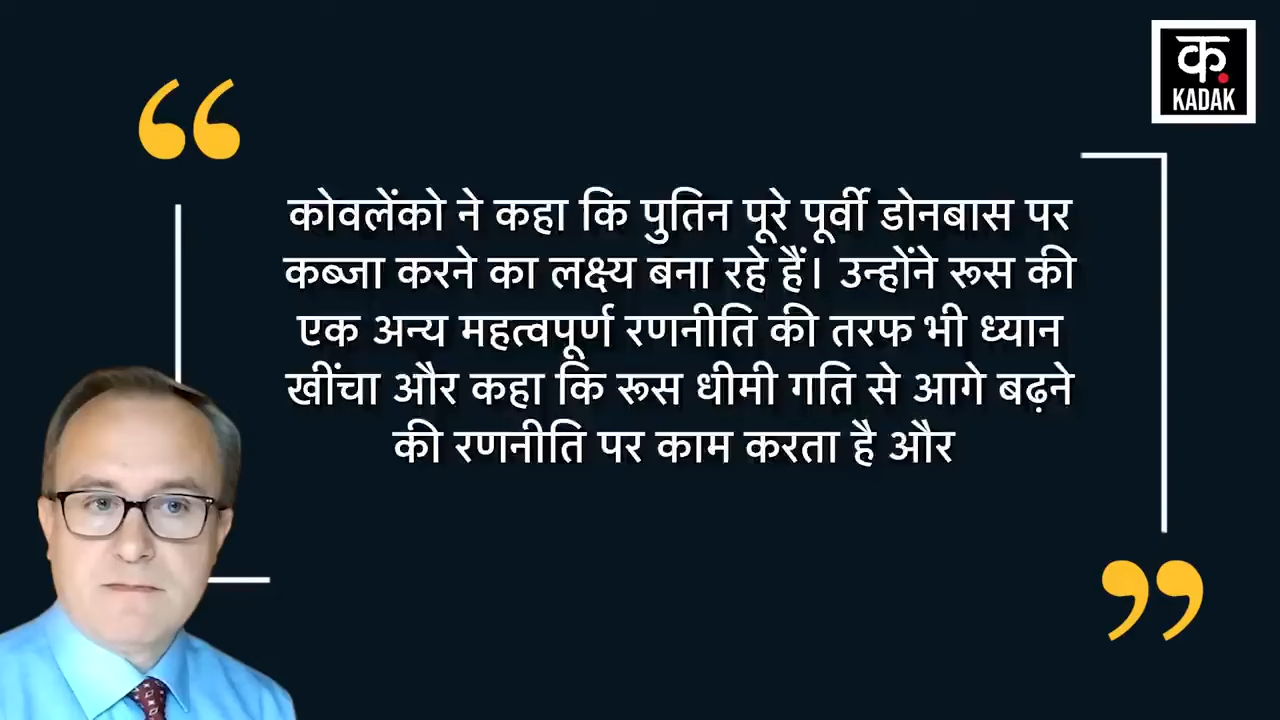 क
KADAK
कोवलेंको ने कहा कि पुतिन पूरे पूर्वी डोनबास पर
कब्जा करने का लक्ष्य बना रहे हैं। उन्होंने रूस की
एक अन्य महत्वपूर्ण रणनीति की तरफ भी ध्यान
खींचा और कहा कि रूस धीमी गति से आगे बढ़ने
की रणनीति पर काम करता है और